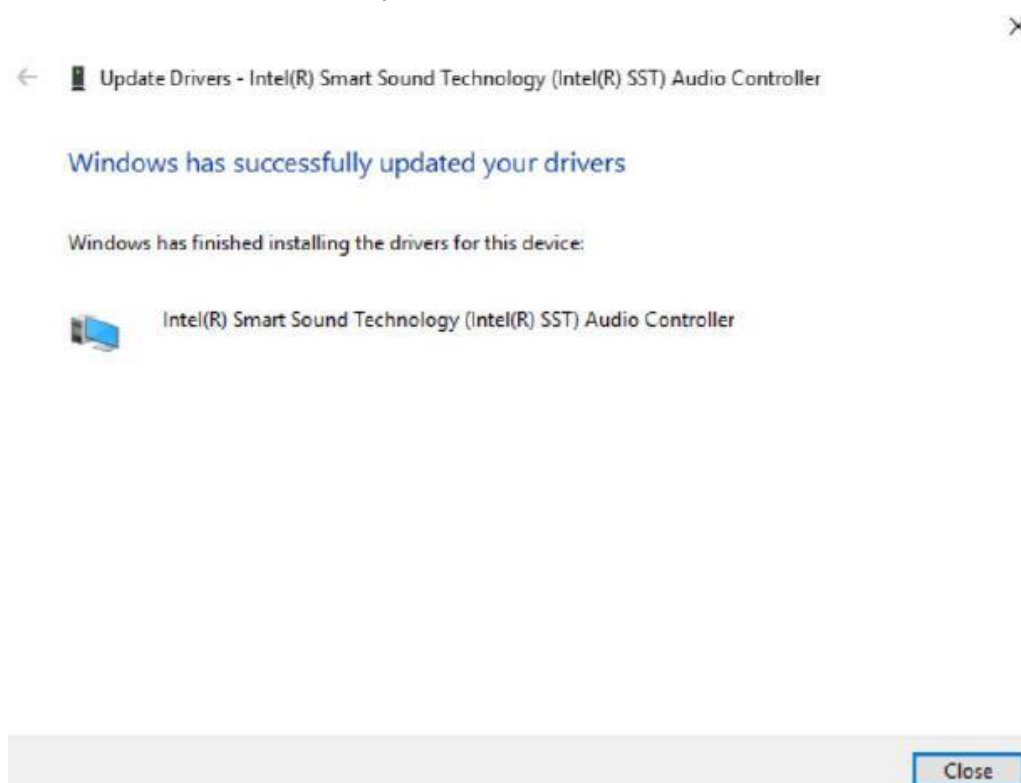 Update Drivers - Intel(R) Smart Sound Technology (Intel(R) SST) Audio Controller
Windows has successfully updated your drivers
Windows has finished installing the drivers for this device:
Intel(R) Smart Sound Technology (Intel(R) SST) Audio Controller
Close